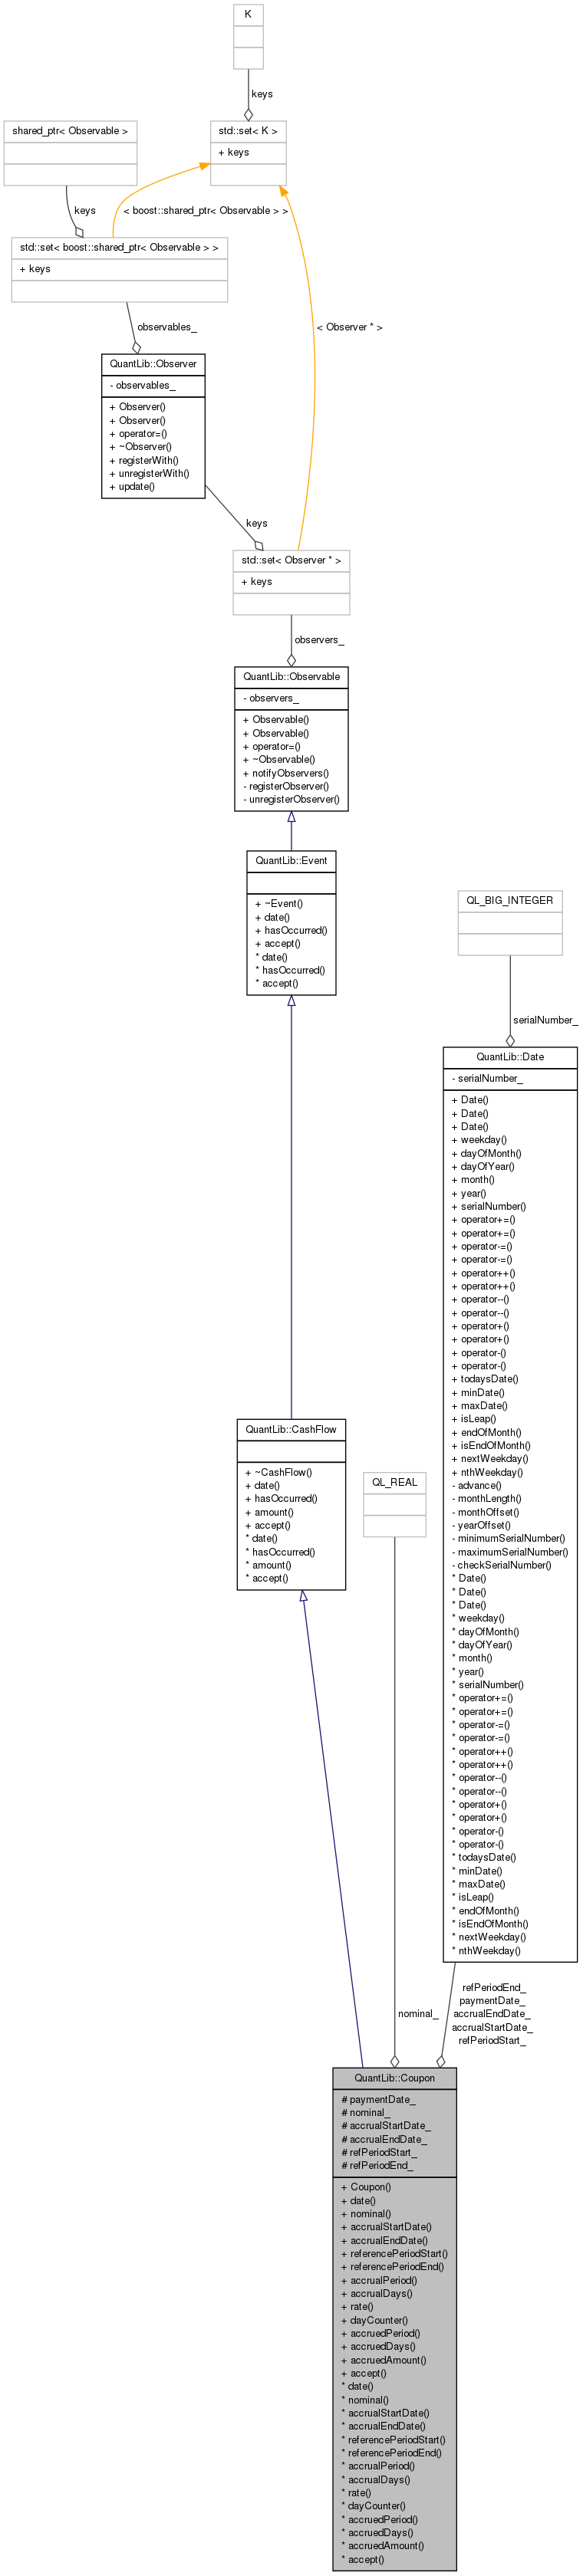 K
keys
shared_ptr< Observable >
std::set< K >
+ keys
keys
< boost::shared_ptr< Observable > >
std::set< boost::shared_ptr< Observable > >
+ keys
< Observer * >
observables_
QuantLib::Observer
- observables_
+ Observer()
+ Observer()
+ operator=()
+ ~Observer()
+ registerWith()
+ unregisterWith()
+ update()
keys
std::set< Observer * >
+ keys
observers_
QuantLib::Observable
- observers_
+ Observable()
+ Observable()
+ operator=()
+ ~Observable()
+ notifyObservers()
- registerObserver()
- unregisterObserver()
QuantLib::Event
+ ~Event()
+ date()
+ hasOccurred()
+ accept()
* date()
* hasOccurred()
* accept()
QL_BIG_INTEGER
serialNumber_
QuantLib::Date
- serialNumber_
+ Date()
+ Date()
+ Date()
+ weekday()
+ dayOfMonth()
+ dayOfYear()
+ month()
+ year()
+ serialNumber()
+ operator+=()
+ operator+=()
+ operator-=()
+ operator-=()
+ operator++()
+ operator++()
+ operator--()
+ operator--()
+ operator+()
+ operator+()
+ operator-()
+ operator-()
+ todaysDate()
+ minDate()
+ maxDate()
+ isLeap()
+ endOfMonth()
+ isEndOfMonth()
+ nextWeekday()
+ nthWeekday()
- advance()
- monthLength()
- monthOffset()
- yearOffset()
- minimumSerialNumber()
- maximumSerialNumber()
- checkSerialNumber()
* Date()
* Date()
* Date()
* weekday()
* dayOfMonth()
* dayOfYear()
* month()
* year()
* serialNumber()
* operator+=()
* operator+=()
* operator-=()
* operator-=()
* operator++()
* operator++()
* operator--()
* operator--()
* operator+()
* operator+()
* operator-()
* operator-()
* todaysDate()
* minDate()
* maxDate()
* isLeap()
* endOfMonth()
* isEndOfMonth()
* nextWeekday()
* nthWeekday()
QuantLib::CashFlow
+ ~CashFlow()
+ date()
+ hasOccurred()
+ amount()
+ accept()
* date()
* hasOccurred()
* amount()
* accept()
QL_REAL
nominal_
refPeriodEnd_
paymentDate_
accrualEndDate_
accrualStartDate_
refPeriodStart_
QuantLib::Coupon
# paymentDate_
# nominal_
# accrualStartDate_
# accrualEndDate_
# refPeriodStart_
# refPeriodEnd_
+ Coupon()
+ date()
+ nominal()
+ accrualStartDate()
+ accrualEndDate()
+ referencePeriodStart()
+ referencePeriodEnd()
+ accrualPeriod()
+ accrualDays()
+ rate()
+ dayCounter()
+ accruedPeriod()
+ accruedDays()
+ accruedAmount()
+ accept()
* date()
* nominal()
* accrualStartDate()
* accrualEndDate()
* referencePeriodStart()
* referencePeriodEnd()
* accrualPeriod()
* accrualDays()
* rate()
* dayCounter()
* accruedPeriod()
* accruedDays()
* accruedAmount()
* accept()